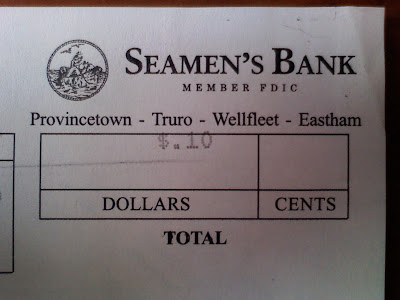 SEAMEN'S BANK
MEMBER FDIC
Provincetown - Truro - Wellfleet - Eastham
$.10
DOLLARS CENTS
TOTAL